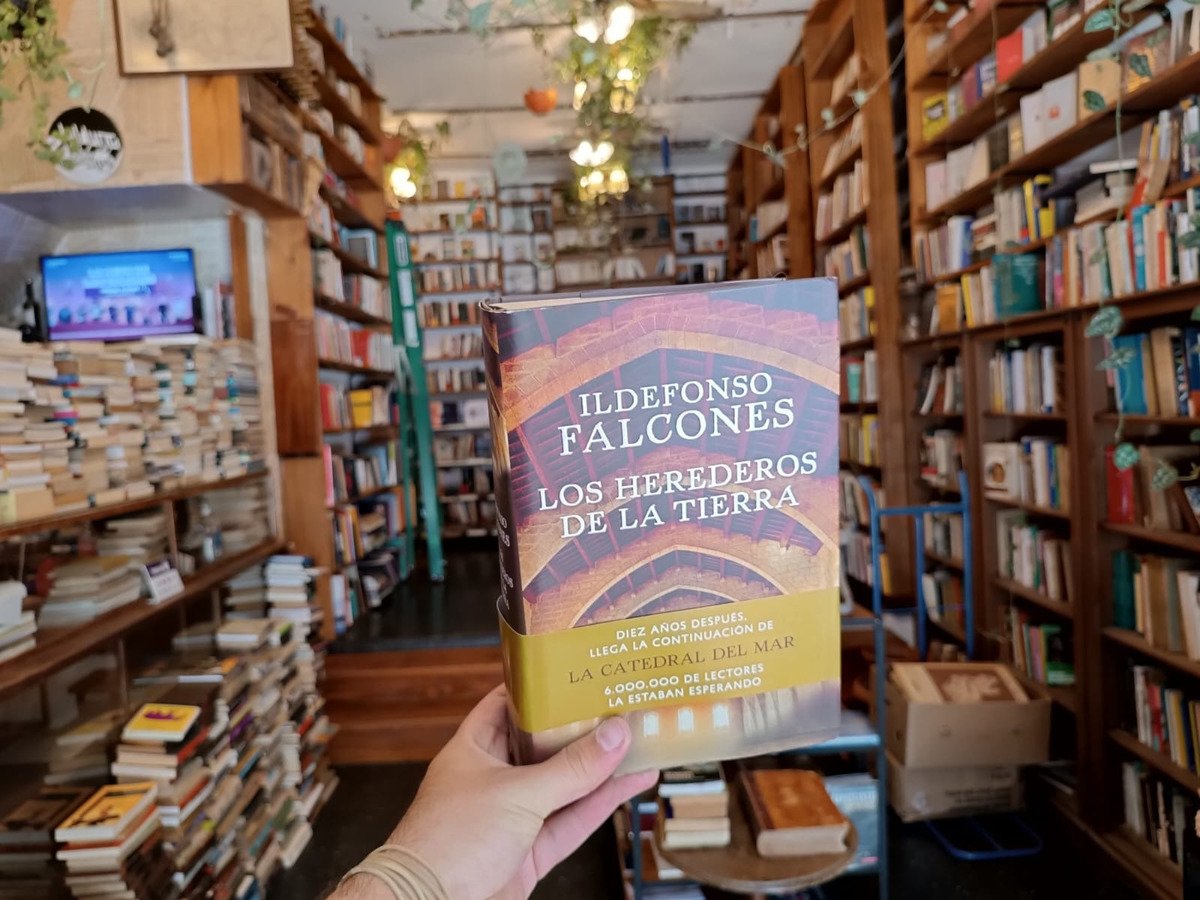 ILDEFONSO
FALCONES
LOS HEREDEROS
DE LA TIERRA
DIEZ AÑOS DESPUÉS,
LLEGA LA CONTINUACIÓN DE
LA CATEDRAL DEL MAR
6.000.000 DE LECTORES
LA ESTABAN ESPERANDO